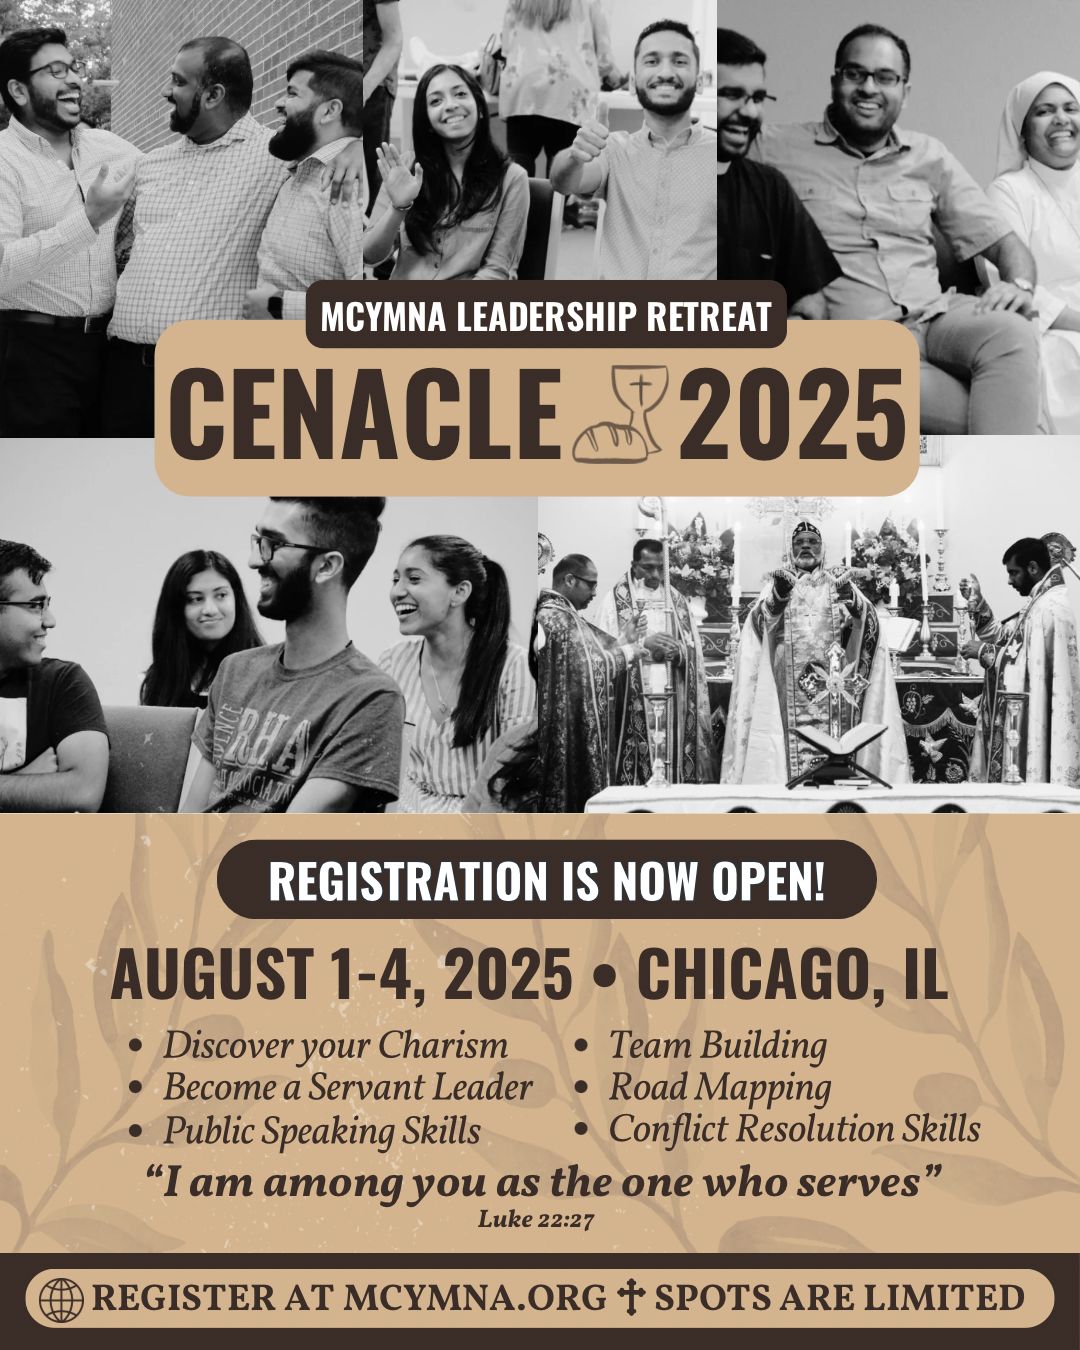 MCYMNA LEADERSHIP RETREAT
CENACLE 2025
REGISTRATION IS NOW OPEN!
AUGUST 1-4, 2025 • CHICAGO, IL
• Discover your Charism
• Become a Servant Leader
• Public Speaking Skills
• Team Building
• Road Mapping
• Conflict Resolution Skills
“I am among you as the one who serves”
Luke 22:27
REGISTER AT MCYMNA.ORG ✝ SPOTS ARE LIMITED